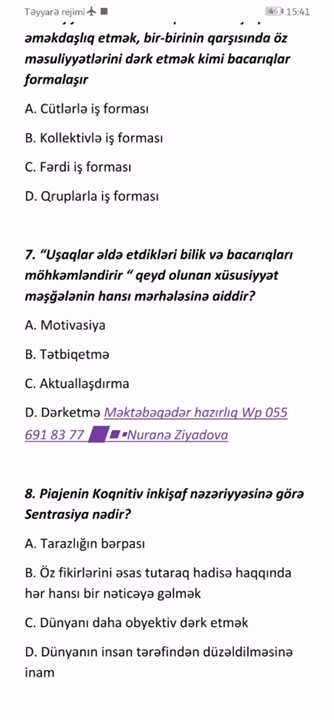 Təyyarə rejimi 15:41
əməkdaşlıq etmək, bir-birinin qarşısında öz
məsuliyyətlərini dərk etmək kimi bacarıqlar
formalaşır
A. Cütlərlə iş forması
B. Kollektivlə iş forması
C. Fərdi iş forması
D. Qruplarla iş forması
7. “Uşaqlar əldə etdikləri bilik və bacarıqları
möhkəmləndirir “ qeyd olunan xüsusiyyət
məşğələnin hansı mərhələsinə aiddir?
A. Motivasiya
B. Tətbiqetmə
C. Aktuallaşdırma
D. Dərketmə Məktəbəqədər hazırlıq Wp 055
691 83 77 Nuranə Ziyadova
8. Piajenin Koqnitiv inkişaf nəzəriyyəsinə görə
Sentrasiya nədir?
A. Tarazlığın bərpası
B. Öz fikirlərini əsas tutaraq hadisə haqqında
hər hansı bir nəticəyə gəlmək
C. Dünyanı daha obyektiv dərk etmək
D. Dünyanın insan tərəfindən düzəldilməsinə
inam